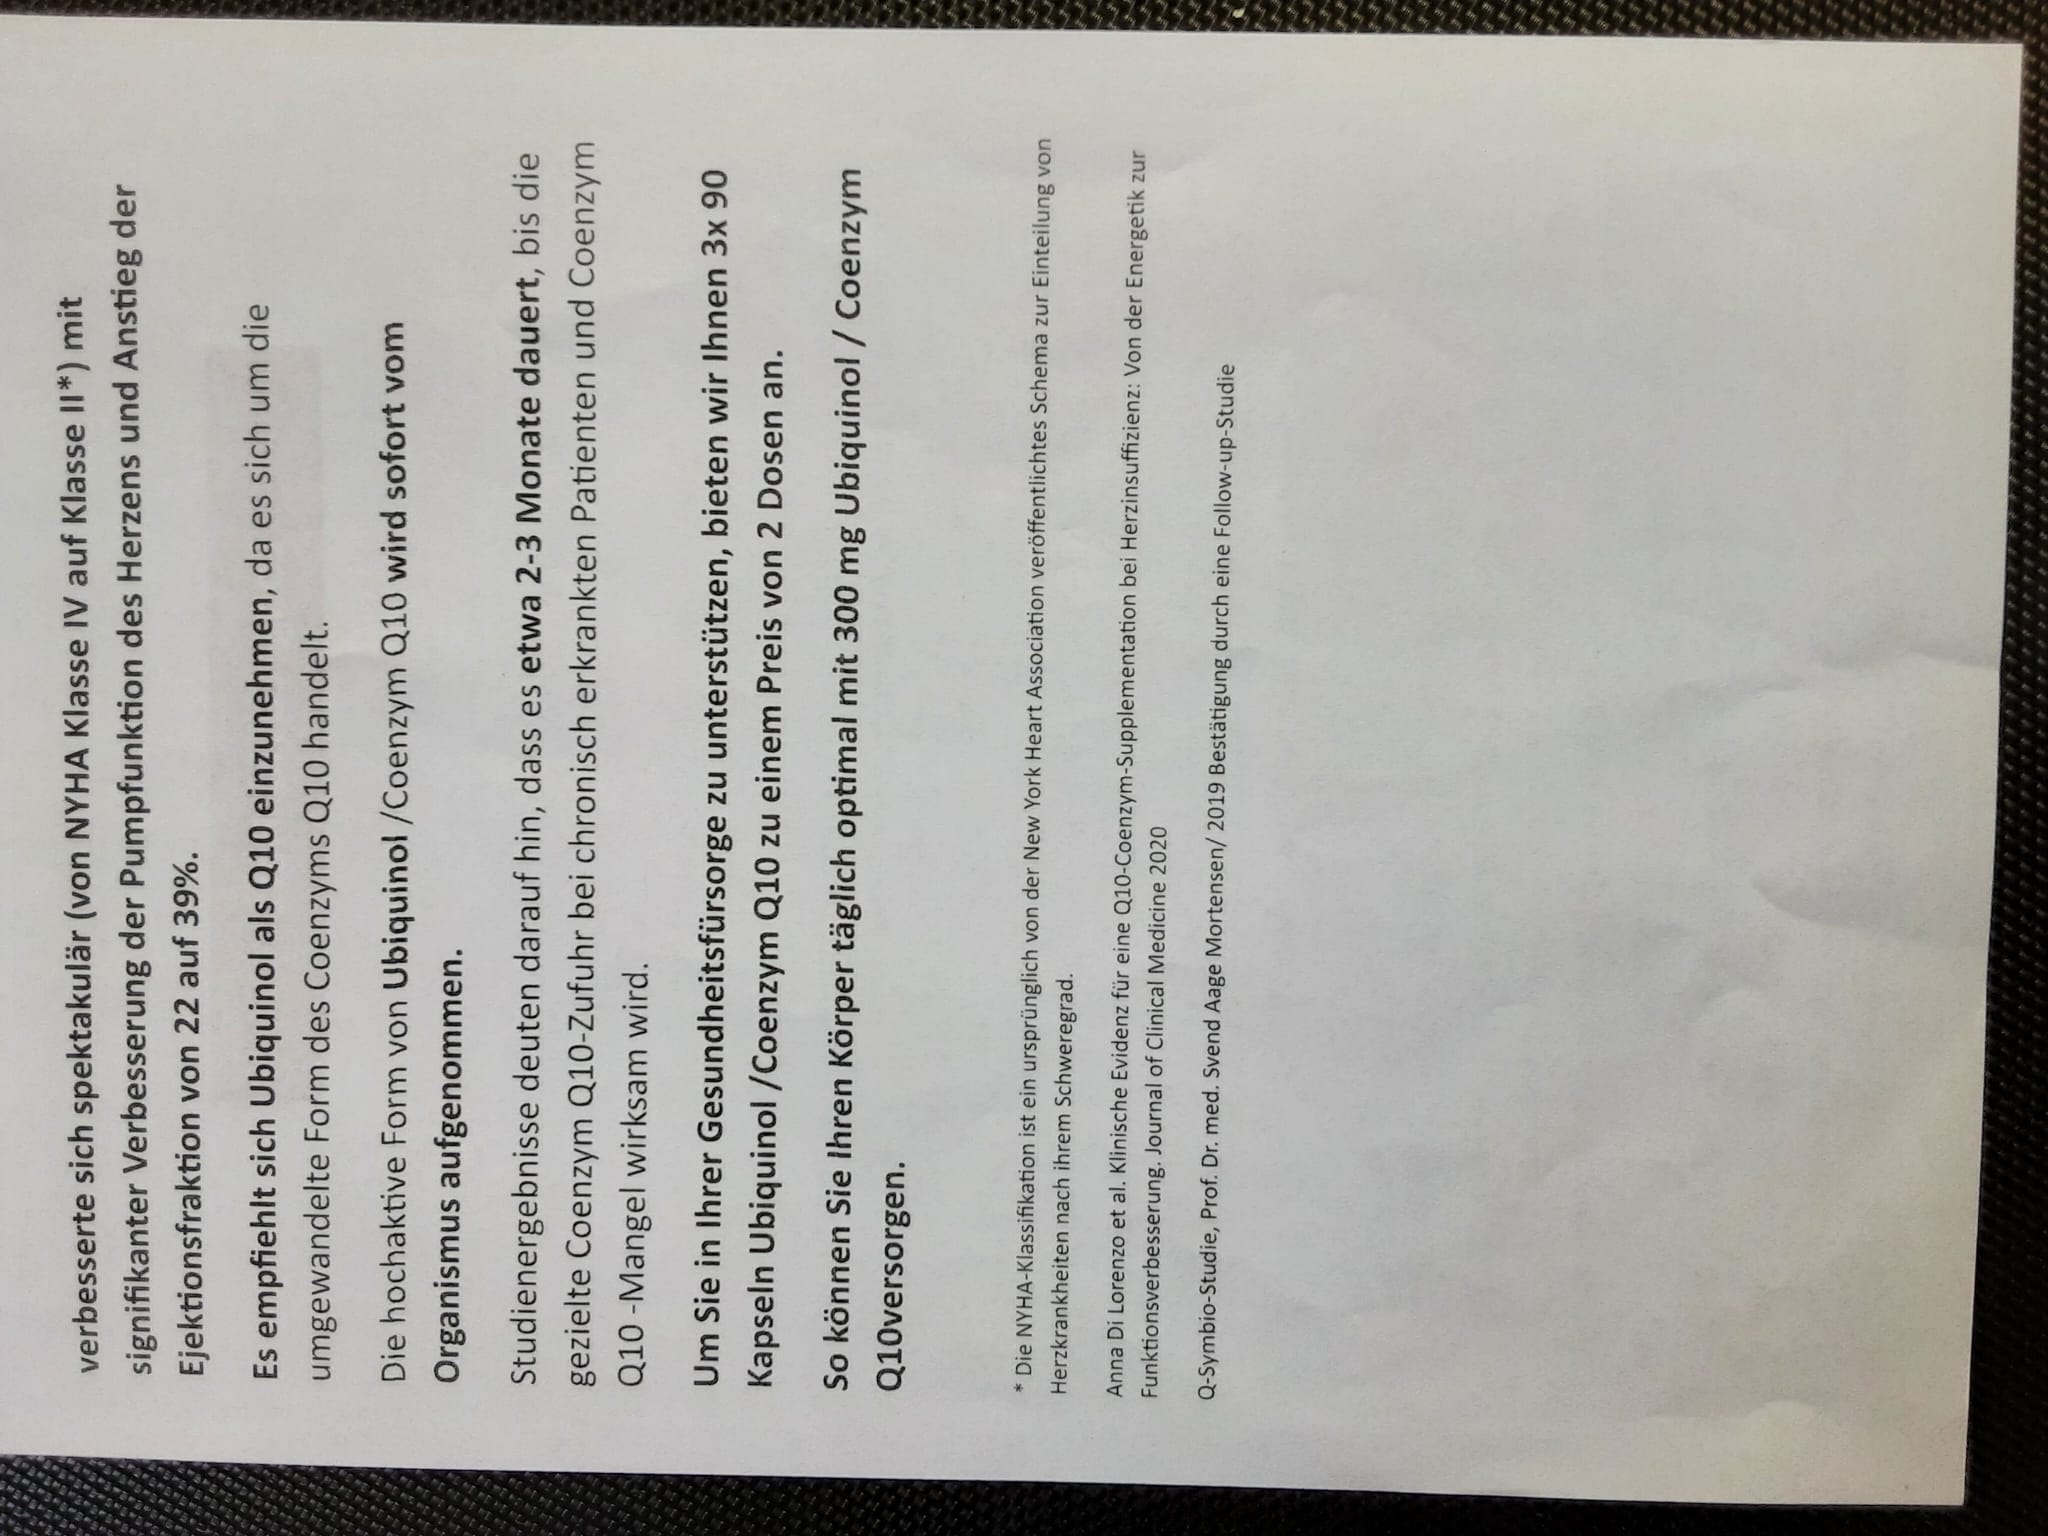 verbesserte sich spektakulär (von NYHA Klasse IV auf Klasse II*) mit
signifikanter Verbesserung der Pumpfunktion des Herzens und Anstieg der
Ejektionsfraktion von 22 auf 39%.
Es empfiehlt sich Ubiquinol als Q10 einzunehmen, da es sich um die
umgewandelte Form des Coenzyms Q10 handelt.
Die hochaktive Form von Ubiquinol /Coenzym Q10 wird sofort vom
Organismus aufgenommen.
Studienergebnisse deuten darauf hin, dass es etwa 2-3 Monate dauert, bis die
gezielte Coenzym Q10-Zufuhr bei chronisch erkrankten Patienten und Coenzym
Q10 -Mangel wirksam wird.
Um Sie in Ihrer Gesundheitsfürsorge zu unterstützen, bieten wir Ihnen 3x 90
Kapseln Ubiquinol /Coenzym Q10 zu einem Preis von 2 Dosen an.
So können Sie Ihren Körper täglich optimal mit 300 mg Ubiquinol / Coenzym
Q10versorgen.
* Die NYHA-Klassifikation ist ein ursprünglich von der New York Heart Association veröffentlichtes Schema zur Einteilung von
Herzkrankheiten nach ihrem Schweregrad.
Anna Di Lorenzo et al. Klinische Evidenz für eine Q10-Coenzym-Supplementation bei Herzinsuffizienz: Von der Energetik zur
Funktionsverbesserung. Journal of Clinical Medicine 2020
Q-Symbio-Studie, Prof. Dr. med. Svend Aage Mortensen/ 2019 Bestätigung durch eine Follow-up-Studie